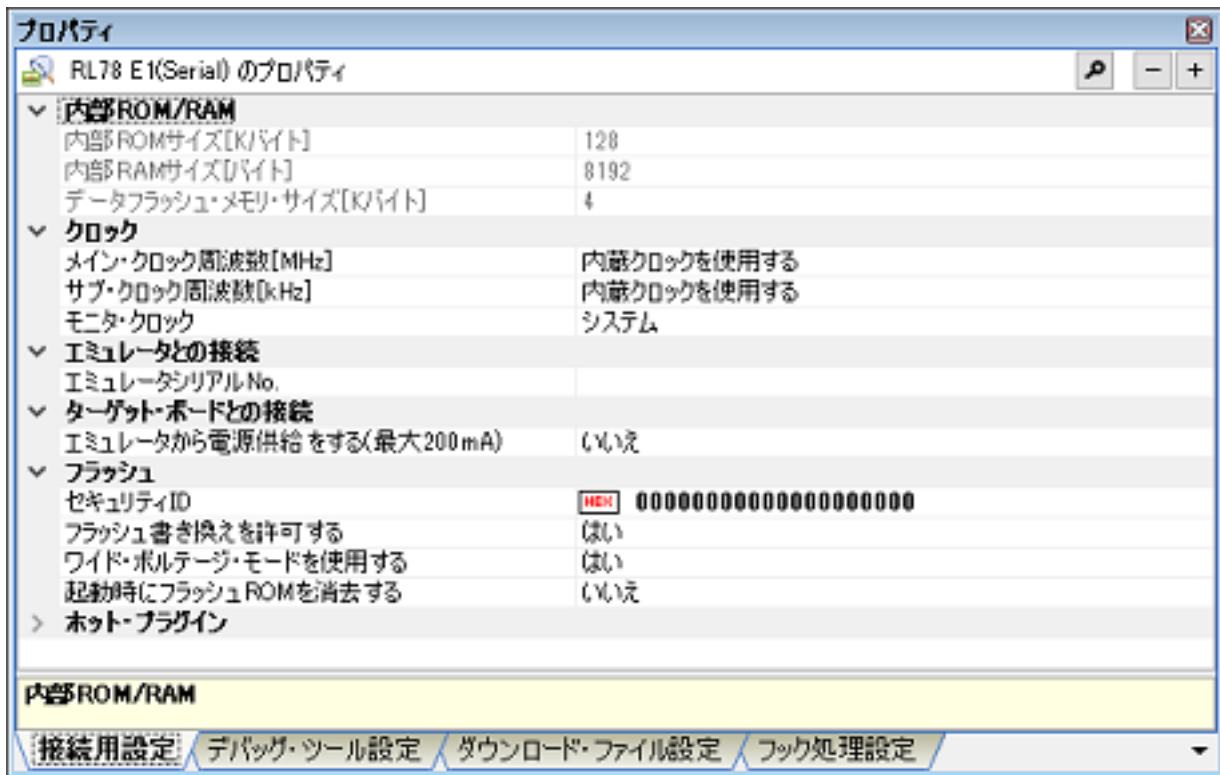 プロパティ
RL78 E1(Serial) のプロパティ
内部ROM/RAM
内部ROMサイズ[Kバイト] 128
内部RAMサイズ[バイト] 8192
データフラッシュ・メモリ・サイズ[Kバイト] 4
クロック
メイン・クロック周波数[MHz] 内蔵クロックを使用する
サブ・クロック周波数[kHz] 内蔵クロックを使用する
モニタ・クロック システム
エミュレータとの接続
エミュレータシリアルNo.
ターゲット・ボードとの接続
エミュレータから電源供給をする(最大200mA) いいえ
フラッシュ
セキュリティID HEX 00000000000000000000
フラッシュ書き換えを許可する はい
ワイド・ボルテージ・モードを使用する はい
起動時にフラッシュROMを消去する いいえ
ホット・プラグイン
内部ROM/RAM
接続用設定 デバッグ・ツール設定 ダウンロード・ファイル設定 フック処理設定